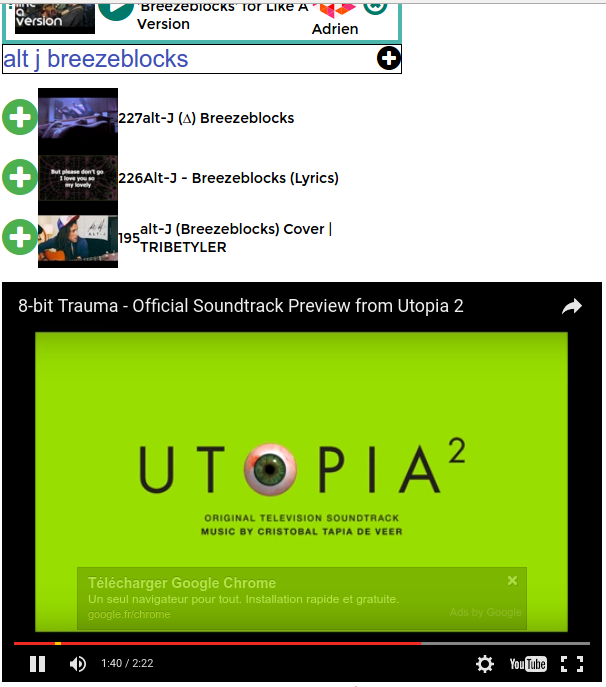 a
version
'Breezeblocks' for Like A
Version
Adrien
alt j breezeblocks
227alt-J (∆) Breezeblocks
But please don't go
I love you so
my lovely
226Alt-J - Breezeblocks (Lyrics)
195
alt-J (Breezeblocks) Cover |
TRIBETYLER
8-bit Trauma - Official Soundtrack Preview from Utopia 2
UTOPIA2
ORIGINAL TELEVISION SOUNDTRACK
MUSIC BY CRISTOBAL TAPIA DE VEER
Télécharger Google Chrome
Un seul navigateur pour tout. Installation rapide et gratuite.
google.fr/chrome
Ads by Google
1:40 / 2:22
YouTube